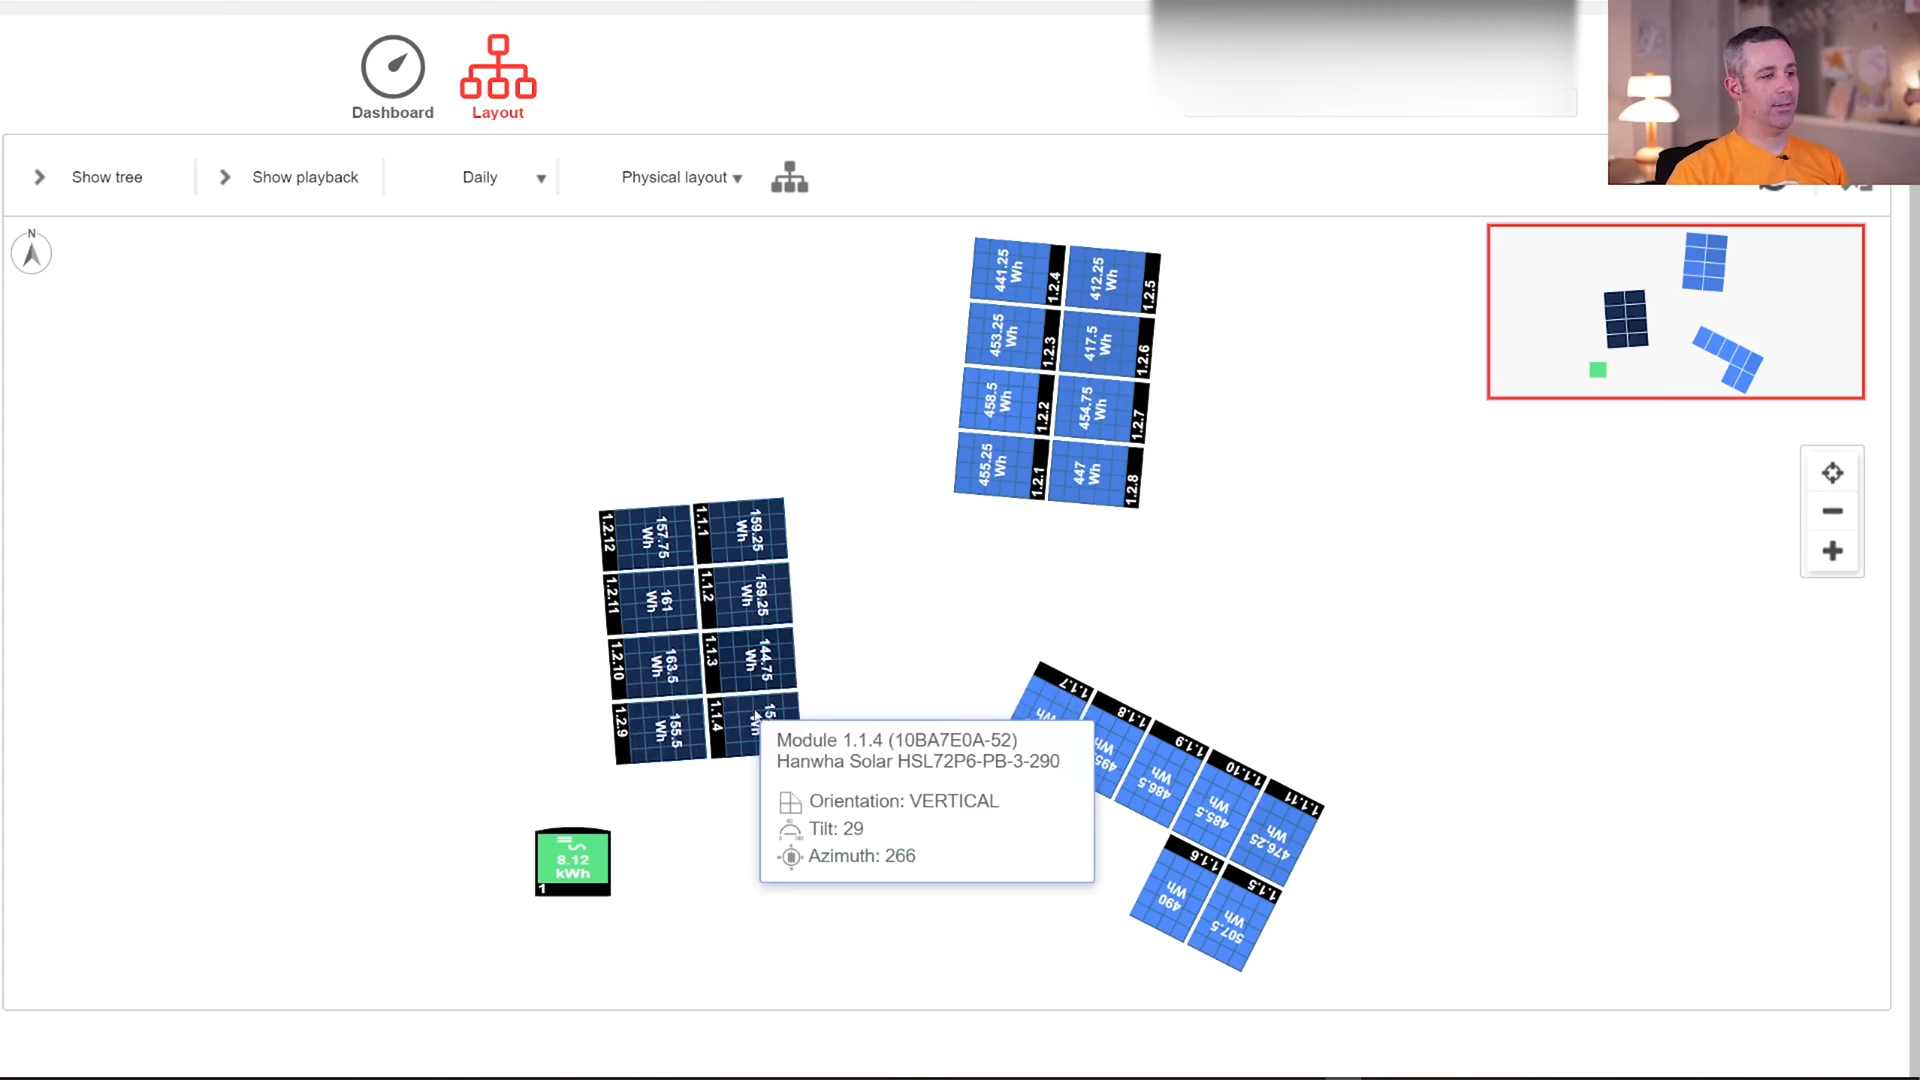 Dashboard
Layout
Show tree
Show playback
Daily
Physical layout
N
441.25
Wh
1.2.4
412.25
Wh
1.2.5
453.25
Wh
1.2.3
417.5
Wh
1.2.6
458.5
Wh
1.2.2
454.75
Wh
1.2.7
455.25
Wh
1.2.1
447
Wh
1.2.8
1.2.12
157.75
Wh
1.1.1
159.25
Wh
1.2.11
161
Wh
1.1.2
159.25
Wh
1.2.10
163.5
Wh
1.1.3
144.75
Wh
1.2.9
155.5
Wh
1.1.4
Wh
Module 1.1.4 (10BA7E0A-52)
Hanwha Solar HSL72P6-PB-3-290
Orientation: VERTICAL
Tilt: 29
Azimuth: 266
1.1.7
Wh
1.1.8
495
Wh
1.1.9
486.5
Wh
1.1.10
485.5
Wh
1.1.11
476.25
Wh
1.1.6
490
Wh
1.1.5
507.5
Wh
8.12
kWh
1